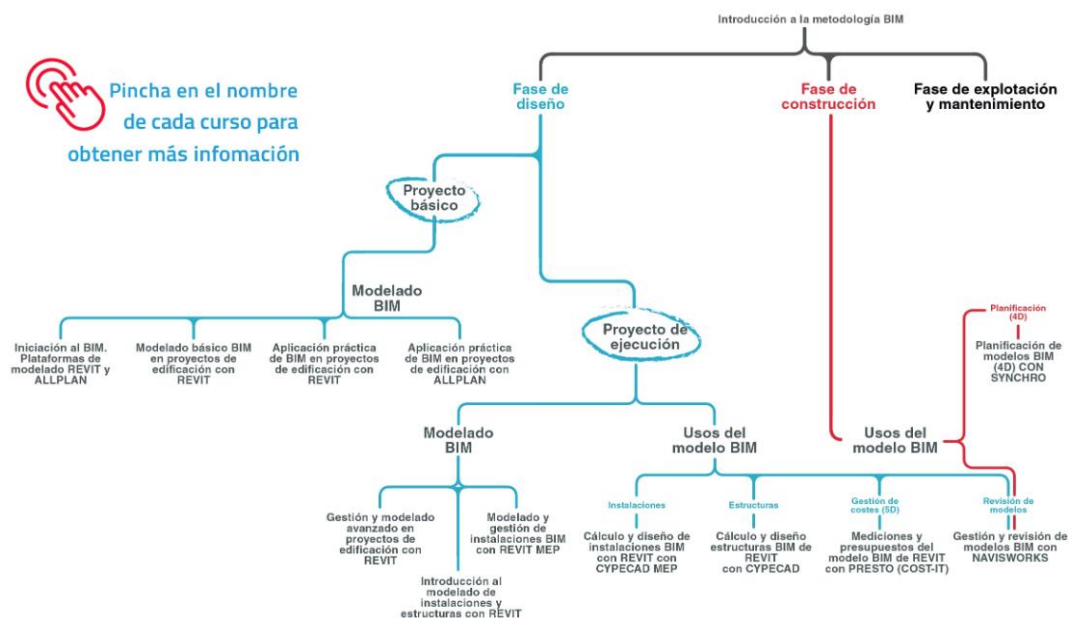 Introducción a la metodología BIM
Pincha en el nombre
de cada curso para
obtener más infomación
Fase de
diseño
Fase de
construcción
Fase de explotación
y mantenimiento
Proyecto
básico
Modelado
BIM
Iniciación al BIM.
Plataformas de
modelado REVIT y
ALLPLAN
Modelado básico BIM
en proyectos de
edificación con
REVIT
Aplicación práctica
de BIM en proyectos
de edificación con
REVIT
Aplicación práctica
de BIM en proyectos
de edificación con
ALLPLAN
Proyecto de
ejecución
Planificación
(4D)
Planificación de
modelos BIM
(4D) CON
SYNCHRO
Modelado
BIM
Usos del
modelo BIM
Usos del
modelo BIM
Gestión y modelado
avanzado en
proyectos de
edificación con
REVIT
Introducción al
modelado de
instalaciones y
estructuras con REVIT
Modelado y
gestión de
instalaciones BIM
con REVIT MEP
Instalaciones
Cálculo y diseño de
instalaciones BIM
con REVIT con
CYPECAD MEP
Estructuras
Cálculo y diseño
estructuras BIM de
REVIT
con CYPECAD
Gestión de
costes (5D)
Mediciones y
presupuestos del
modelo BIM de REVIT
con PRESTO (COST-IT)
Revisión de
modelos
Gestión y revisión de
modelos BIM con
NAVISWORKS